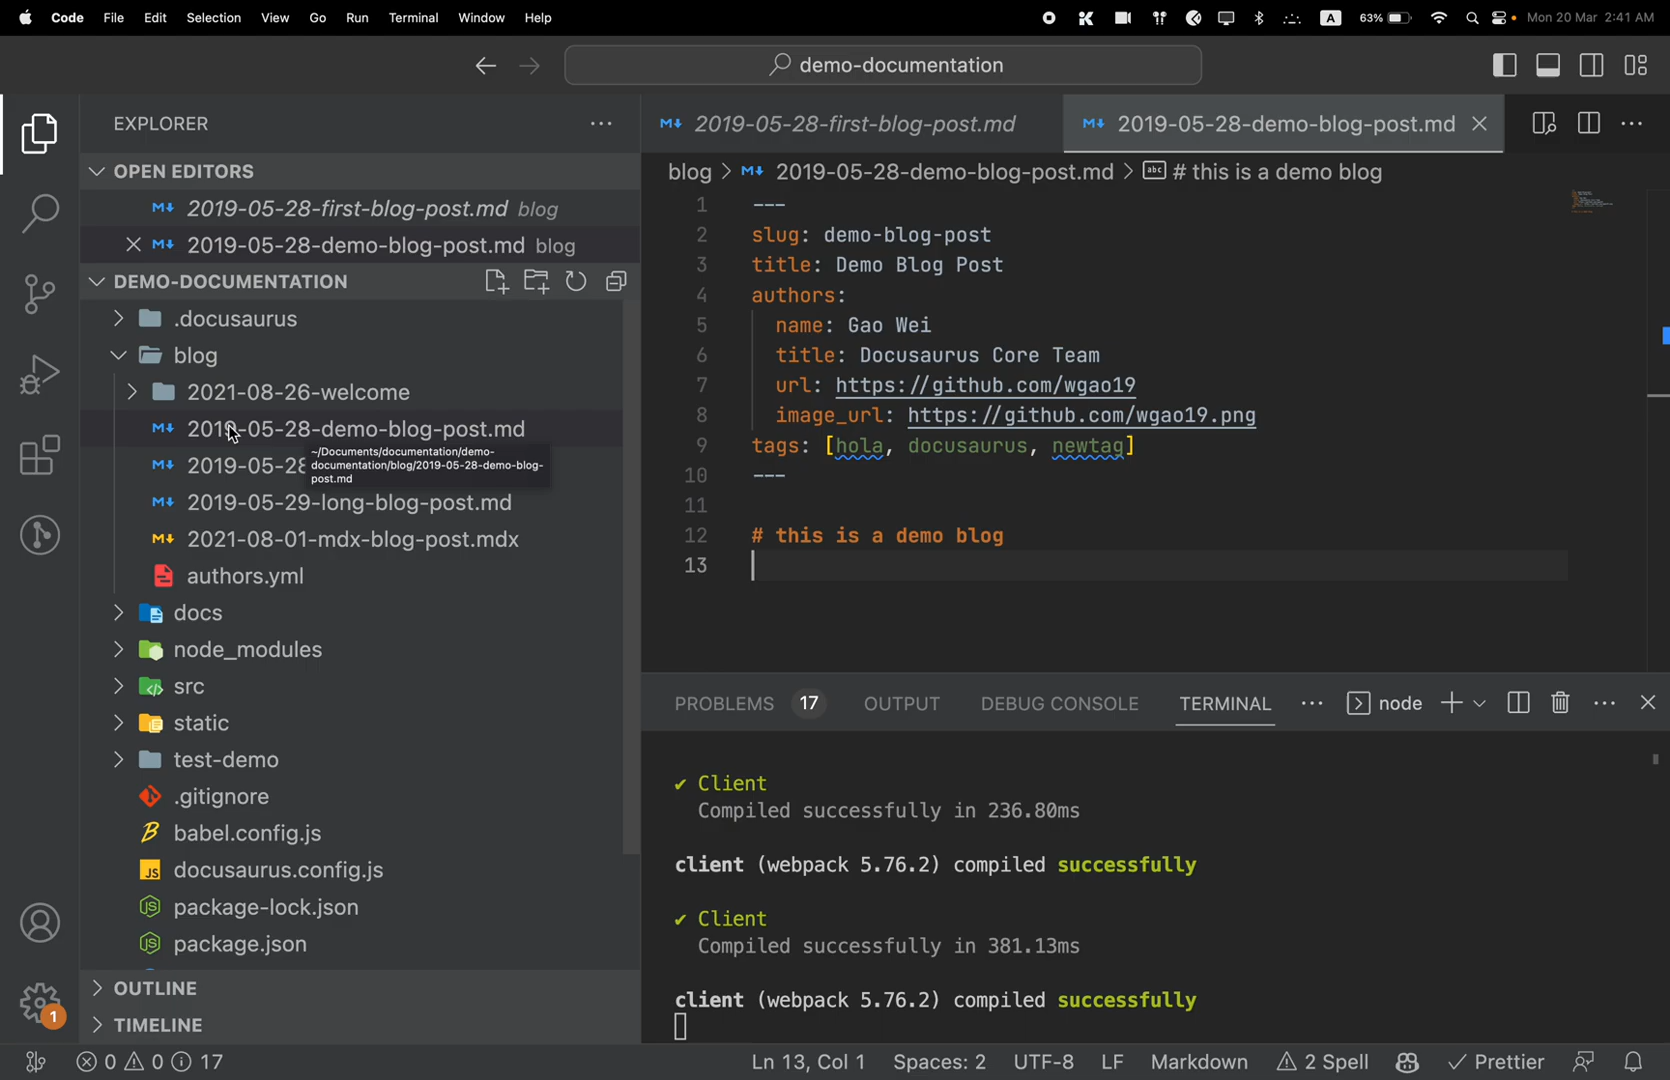 Code File Edit Selection View Go Run Terminal Window Help A 63% Mon 20 Mar 2:41 AM
demo-documentation
EXPLORER
OPEN EDITORS
2019-05-28-first-blog-post.md blog
2019-05-28-demo-blog-post.md blog
DEMO-DOCUMENTATION
.docusaurus
blog
2021-08-26-welcome
2019-05-28-demo-blog-post.md
~/Documents/documentation/demo-
documentation/blog/2019-05-28-demo-blog-
post.md
2019-05-28
2019-05-29-long-blog-post.md
2021-08-01-mdx-blog-post.mdx
authors.yml
docs
node_modules
src
static
test-demo
.gitignore
babel.config.js
docusaurus.config.js
package-lock.json
package.json
OUTLINE
TIMELINE
2019-05-28-first-blog-post.md 2019-05-28-demo-blog-post.md
blog > 2019-05-28-demo-blog-post.md > # this is a demo blog
1 ---
2 slug: demo-blog-post
3 title: Demo Blog Post
4 authors:
5 name: Gao Wei
6 title: Docusaurus Core Team
7 url: https://github.com/wgao19
8 image_url: https://github.com/wgao19.png
9 tags: [hola, docusaurus, newtag]
10 ---
11
12 # this is a demo blog
13
PROBLEMS 17 OUTPUT DEBUG CONSOLE TERMINAL node
✔ Client
Compiled successfully in 236.80ms
client (webpack 5.76.2) compiled successfully
✔ Client
Compiled successfully in 381.13ms
client (webpack 5.76.2) compiled successfully
1
0 0 17 Ln 13, Col 1 Spaces: 2 UTF-8 LF Markdown 2 Spell Prettier